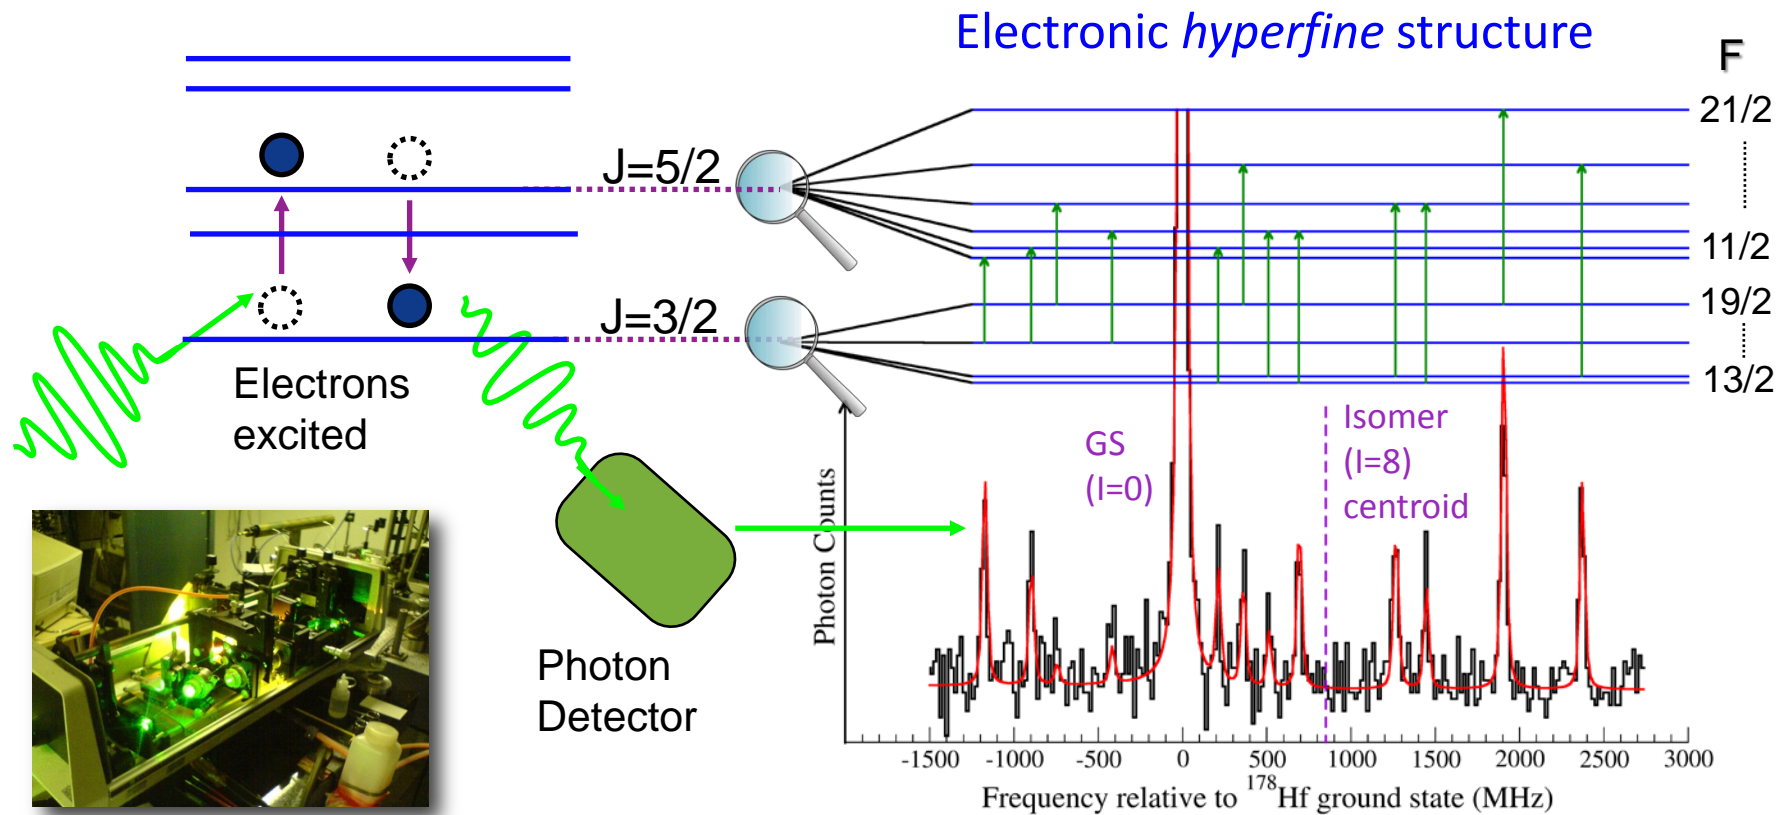 Electronic hyperfine structure
F
21/2
J=5/2
11/2
J=3/2
19/2
13/2
Electrons
excited
GS
(I=0)
Isomer
(I=8)
centroid
Photon
Detector
Photon Counts
-1500 -1000 -500 0 500 1000 1500 2000 2500 3000
Frequency relative to ¹⁷⁸Hf ground state (MHz)